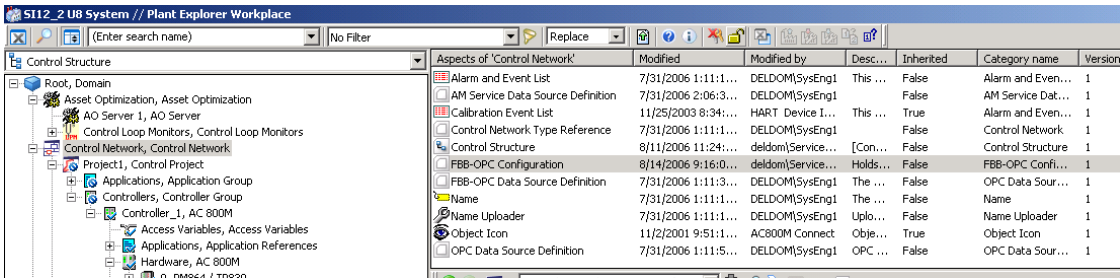 SI12_2 U8 System // Plant Explorer Workplace
(Enter search name) No Filter Replace
Control Structure
Root, Domain
Asset Optimization, Asset Optimization
AO Server 1, AO Server
Control Loop Monitors, Control Loop Monitors
Control Network, Control Network
Project1, Control Project
Applications, Application Group
Controllers, Controller Group
Controller_1, AC 800M
Access Variables, Access Variables
Applications, Application References
Hardware, AC 800M
Aspects of 'Control Network' Modified Modified by Desc... Inherited Category name Version
Alarm and Event List 7/31/2006 1:11:1... DELDOM\SysEng1 This ... False Alarm and Even... 1
AM Service Data Source Definition 7/31/2006 2:06:3... DELDOM\SysEng1 False AM Service Dat... 1
Calibration Event List 11/25/2003 8:34:... HART Device I... This ... True Alarm and Even... 1
Control Network Type Reference 7/31/2006 1:11:1... DELDOM\SysEng1 False Control Network 1
Control Structure 8/11/2006 11:24:... deldom\Service... [Con... False Control Structure 1
FBB-OPC Configuration 8/14/2006 9:16:0... deldom\Service... Holds... False FBB-OPC Confi... 1
FBB-OPC Data Source Definition 7/31/2006 1:11:3... DELDOM\SysEng1 The ... False OPC Data Sour... 1
Name 7/31/2006 1:11:1... DELDOM\SysEng1 The ... False Name 1
Name Uploader 7/31/2006 1:11:1... DELDOM\SysEng1 Uplo... False Name Uploader 1
Object Icon 11/2/2001 9:51:1... AC800M Connect Obje... True Object Icon 1
OPC Data Source Definition 7/31/2006 1:11:5... DELDOM\SysEng1 OPC ... False OPC Data Sour... 1